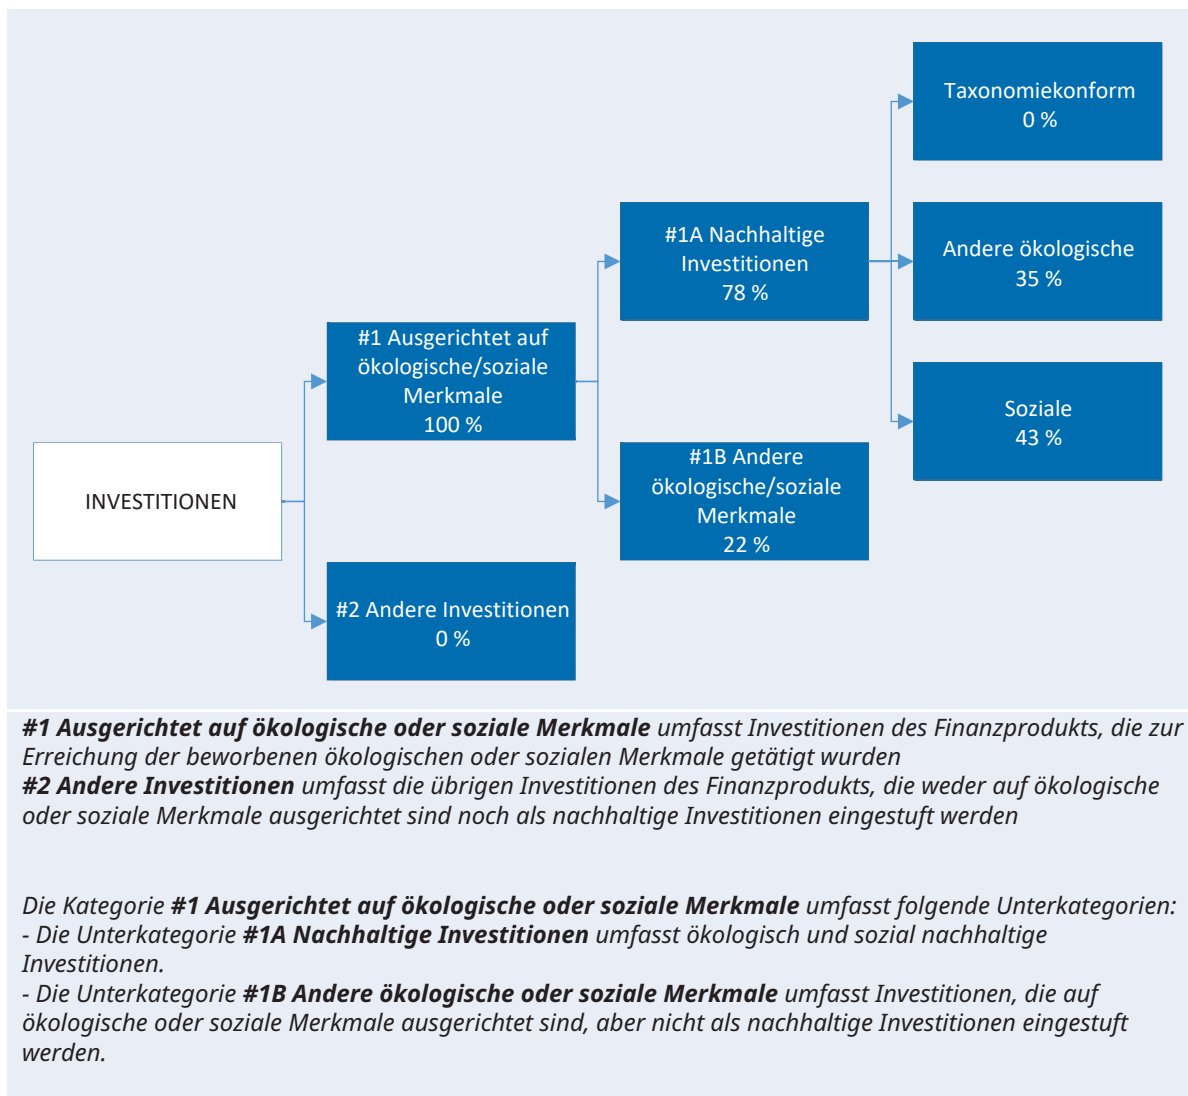 Taxonomiekonform
0 %
#1A Nachhaltige
Investitionen
78 %
Andere ökologische
35 %
#1 Ausgerichtet auf
ökologische/soziale
Merkmale
100 %
Soziale
43 %
INVESTITIONEN
#1B Andere
ökologische/soziale
Merkmale
22 %
#2 Andere Investitionen
0 %
#1 Ausgerichtet auf ökologische oder soziale Merkmale umfasst Investitionen des Finanzprodukts, die zur
Erreichung der beworbenen ökologischen oder sozialen Merkmale getätigt wurden
#2 Andere Investitionen umfasst die übrigen Investitionen des Finanzprodukts, die weder auf ökologische
oder soziale Merkmale ausgerichtet sind noch als nachhaltige Investitionen eingestuft werden
Die Kategorie #1 Ausgerichtet auf ökologische oder soziale Merkmale umfasst folgende Unterkategorien:
- Die Unterkategorie #1A Nachhaltige Investitionen umfasst ökologisch und sozial nachhaltige
Investitionen.
- Die Unterkategorie #1B Andere ökologische oder soziale Merkmale umfasst Investitionen, die auf
ökologische oder soziale Merkmale ausgerichtet sind, aber nicht als nachhaltige Investitionen eingestuft
werden.